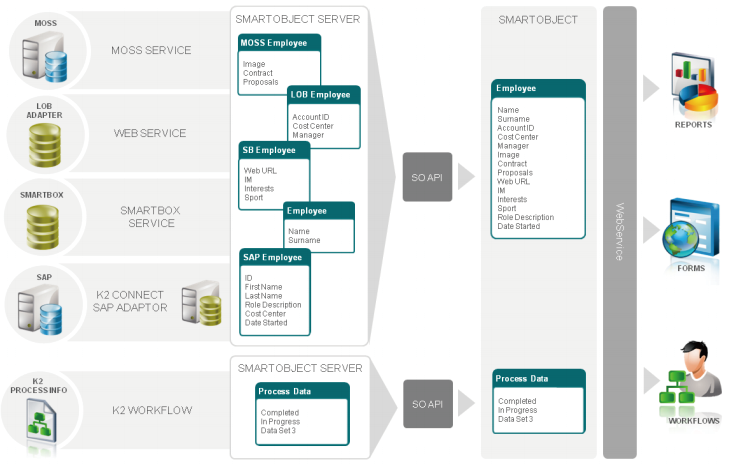 MOSS
MOSS SERVICE
LOB
ADAPTER
WEB SERVICE
SMARTBOX
SMARTBOX
SERVICE
SAP
K2 CONNECT
SAP ADAPTOR
K2
PROCESS INFO
K2 WORKFLOW
SMARTOBJECT SERVER
MOSS Employee
Image
Contract
Proposals
LOB Employee
Account ID
Cost Center
Manager
SB Employee
Web URL
IM
Interests
Sport
Employee
Name
Surname
SAP Employee
ID
First Name
Last Name
Role Description
Cost Center
Date Started
SMARTOBJECT SERVER
Process Data
Completed
In Progress
Data Set 3
SO API
SO API
SMARTOBJECT
Employee
Name
Surname
Account ID
Cost Center
Manager
Image
Contract
Proposals
Web URL
IM
Interests
Sport
Role Description
Date Started
Process Data
Completed
In Progress
Data Set 3
WebService
REPORTS
FORMS
WORKFLOWS